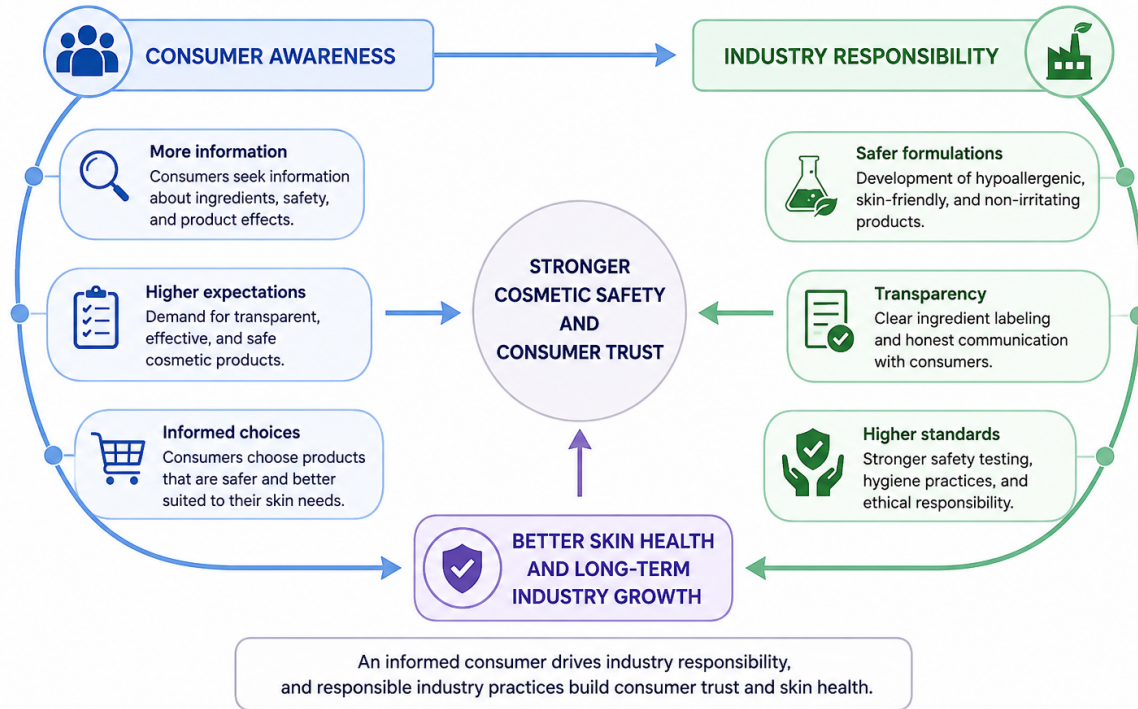 CONSUMER AWARENESS
INDUSTRY RESPONSIBILITY
More information
Consumers seek information
about ingredients, safety,
and product effects.
Higher expectations
Demand for transparent,
effective, and safe
cosmetic products.
Informed choices
Consumers choose products
that are safer and better
suited to their skin needs.
STRONGER
COSMETIC SAFETY
AND
CONSUMER TRUST
Safer formulations
Development of hypoallergenic,
skin-friendly, and non-irritating
products.
Transparency
Clear ingredient labeling
and honest communication
with consumers.
Higher standards
Stronger safety testing,
hygiene practices, and
ethical responsibility.
BETTER SKIN HEALTH
AND LONG-TERM
INDUSTRY GROWTH
An informed consumer drives industry responsibility,
and responsible industry practices build consumer trust and skin health.